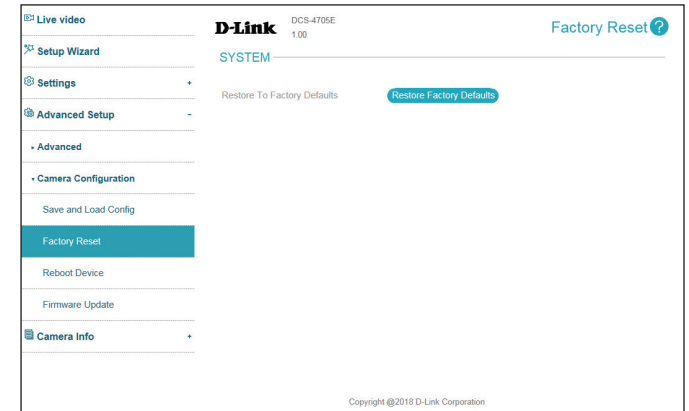 Live video
Setup Wizard
Settings +
Advanced Setup -
Advanced
Camera Configuration
Save and Load Config
Factory Reset
Reboot Device
Firmware Update
Camera Info +
D-Link DCS-4705E
1.00
Factory Reset ?
SYSTEM
Restore To Factory Defaults Restore Factory Defaults
Copyright @2018 D-Link Corporation